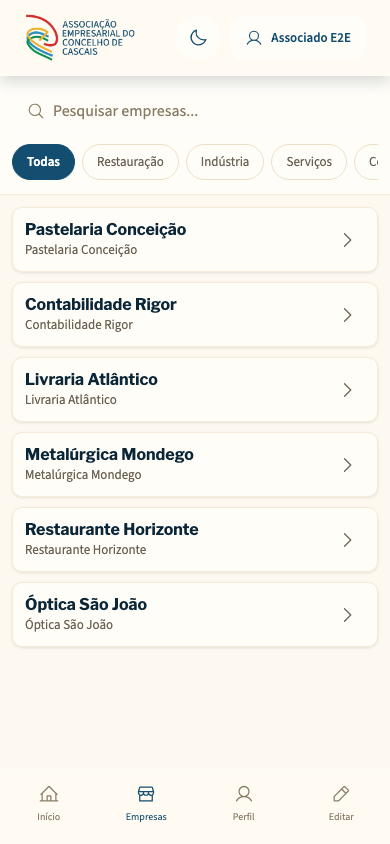 ASSOCIAÇÃO
EMPRESARIAL DO
CONCELHO DE
CASCAIS
Associado E2E
Pesquisar empresas...
Todas
Restauração
Indústria
Serviços
Pastelaria Conceição
Pastelaria Conceição
Contabilidade Rigor
Contabilidade Rigor
Livraria Atlântico
Livraria Atlântico
Metalúrgica Mondego
Metalúrgica Mondego
Restaurante Horizonte
Restaurante Horizonte
Óptica São João
Óptica São João
Início
Empresas
Perfil
Editar